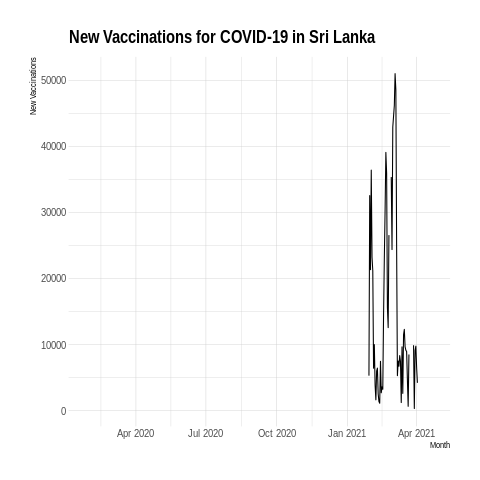 New Vaccinations for COVID-19 in Sri Lanka
New Vaccinations
50000
40000
30000
20000
10000
0
Apr 2020 Jul 2020 Oct 2020 Jan 2021 Apr 2021
Month